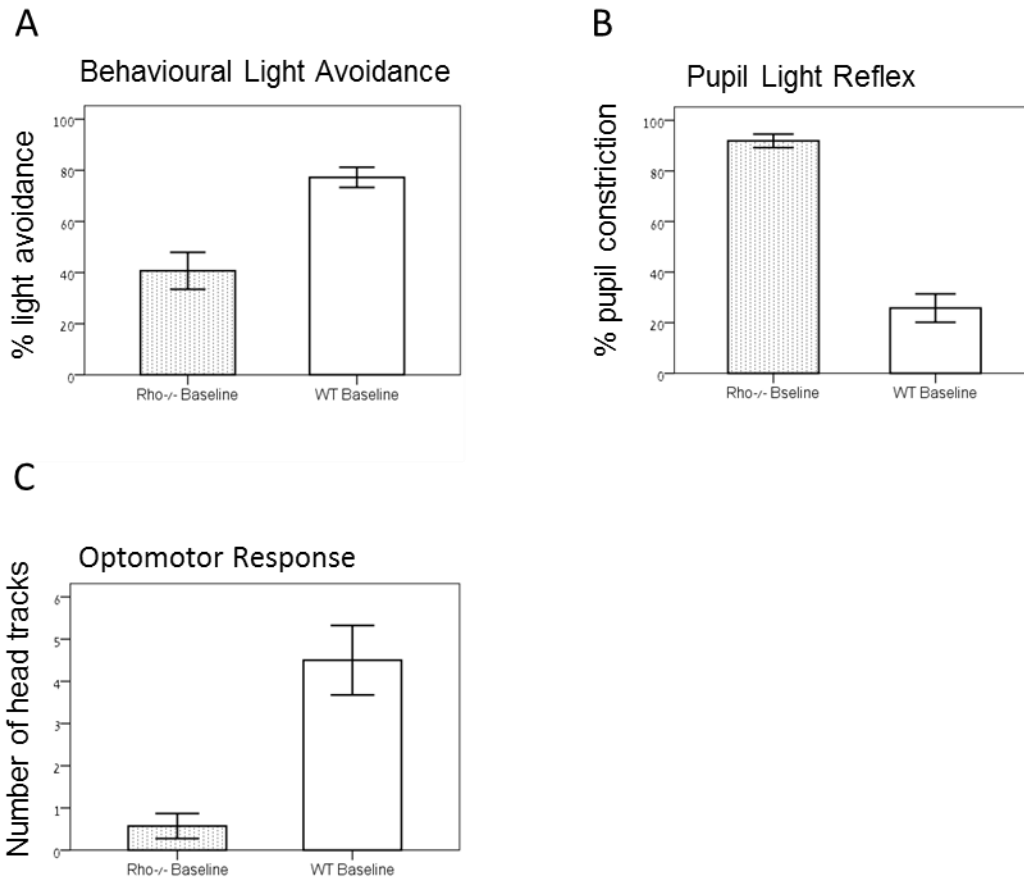 A
Behavioural Light Avoidance
% light avoidance
100
80
60
40
20
0
Rho-/- Baseline
WT Baseline
B
Pupil Light Reflex
% pupil constriction
100
80
60
40
20
0
Rho-/- Bseline
WT Baseline
C
Optomotor Response
Number of head tracks
6
5
4
3
2
1
0
Rho-/- Baseline
WT Baseline